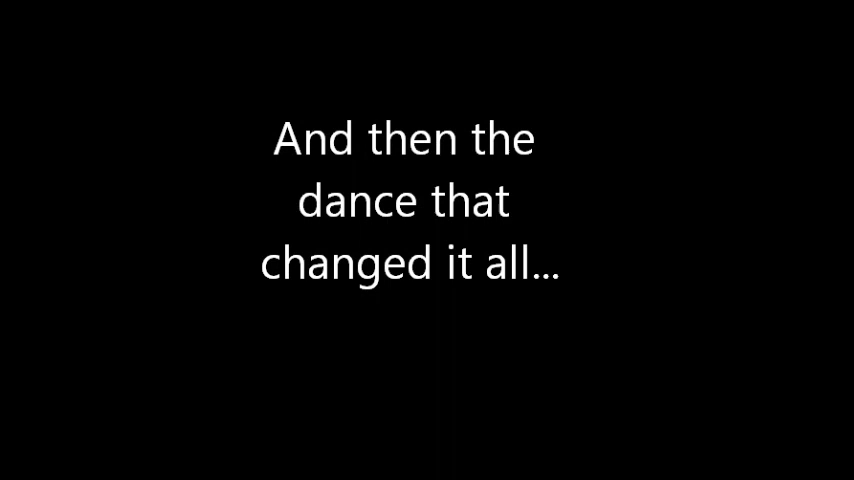 And then the
dance that
changed it all...